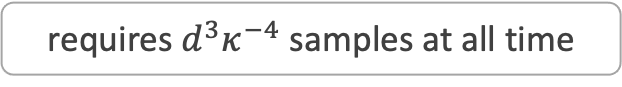 requires d³κ⁻⁴ samples at all time